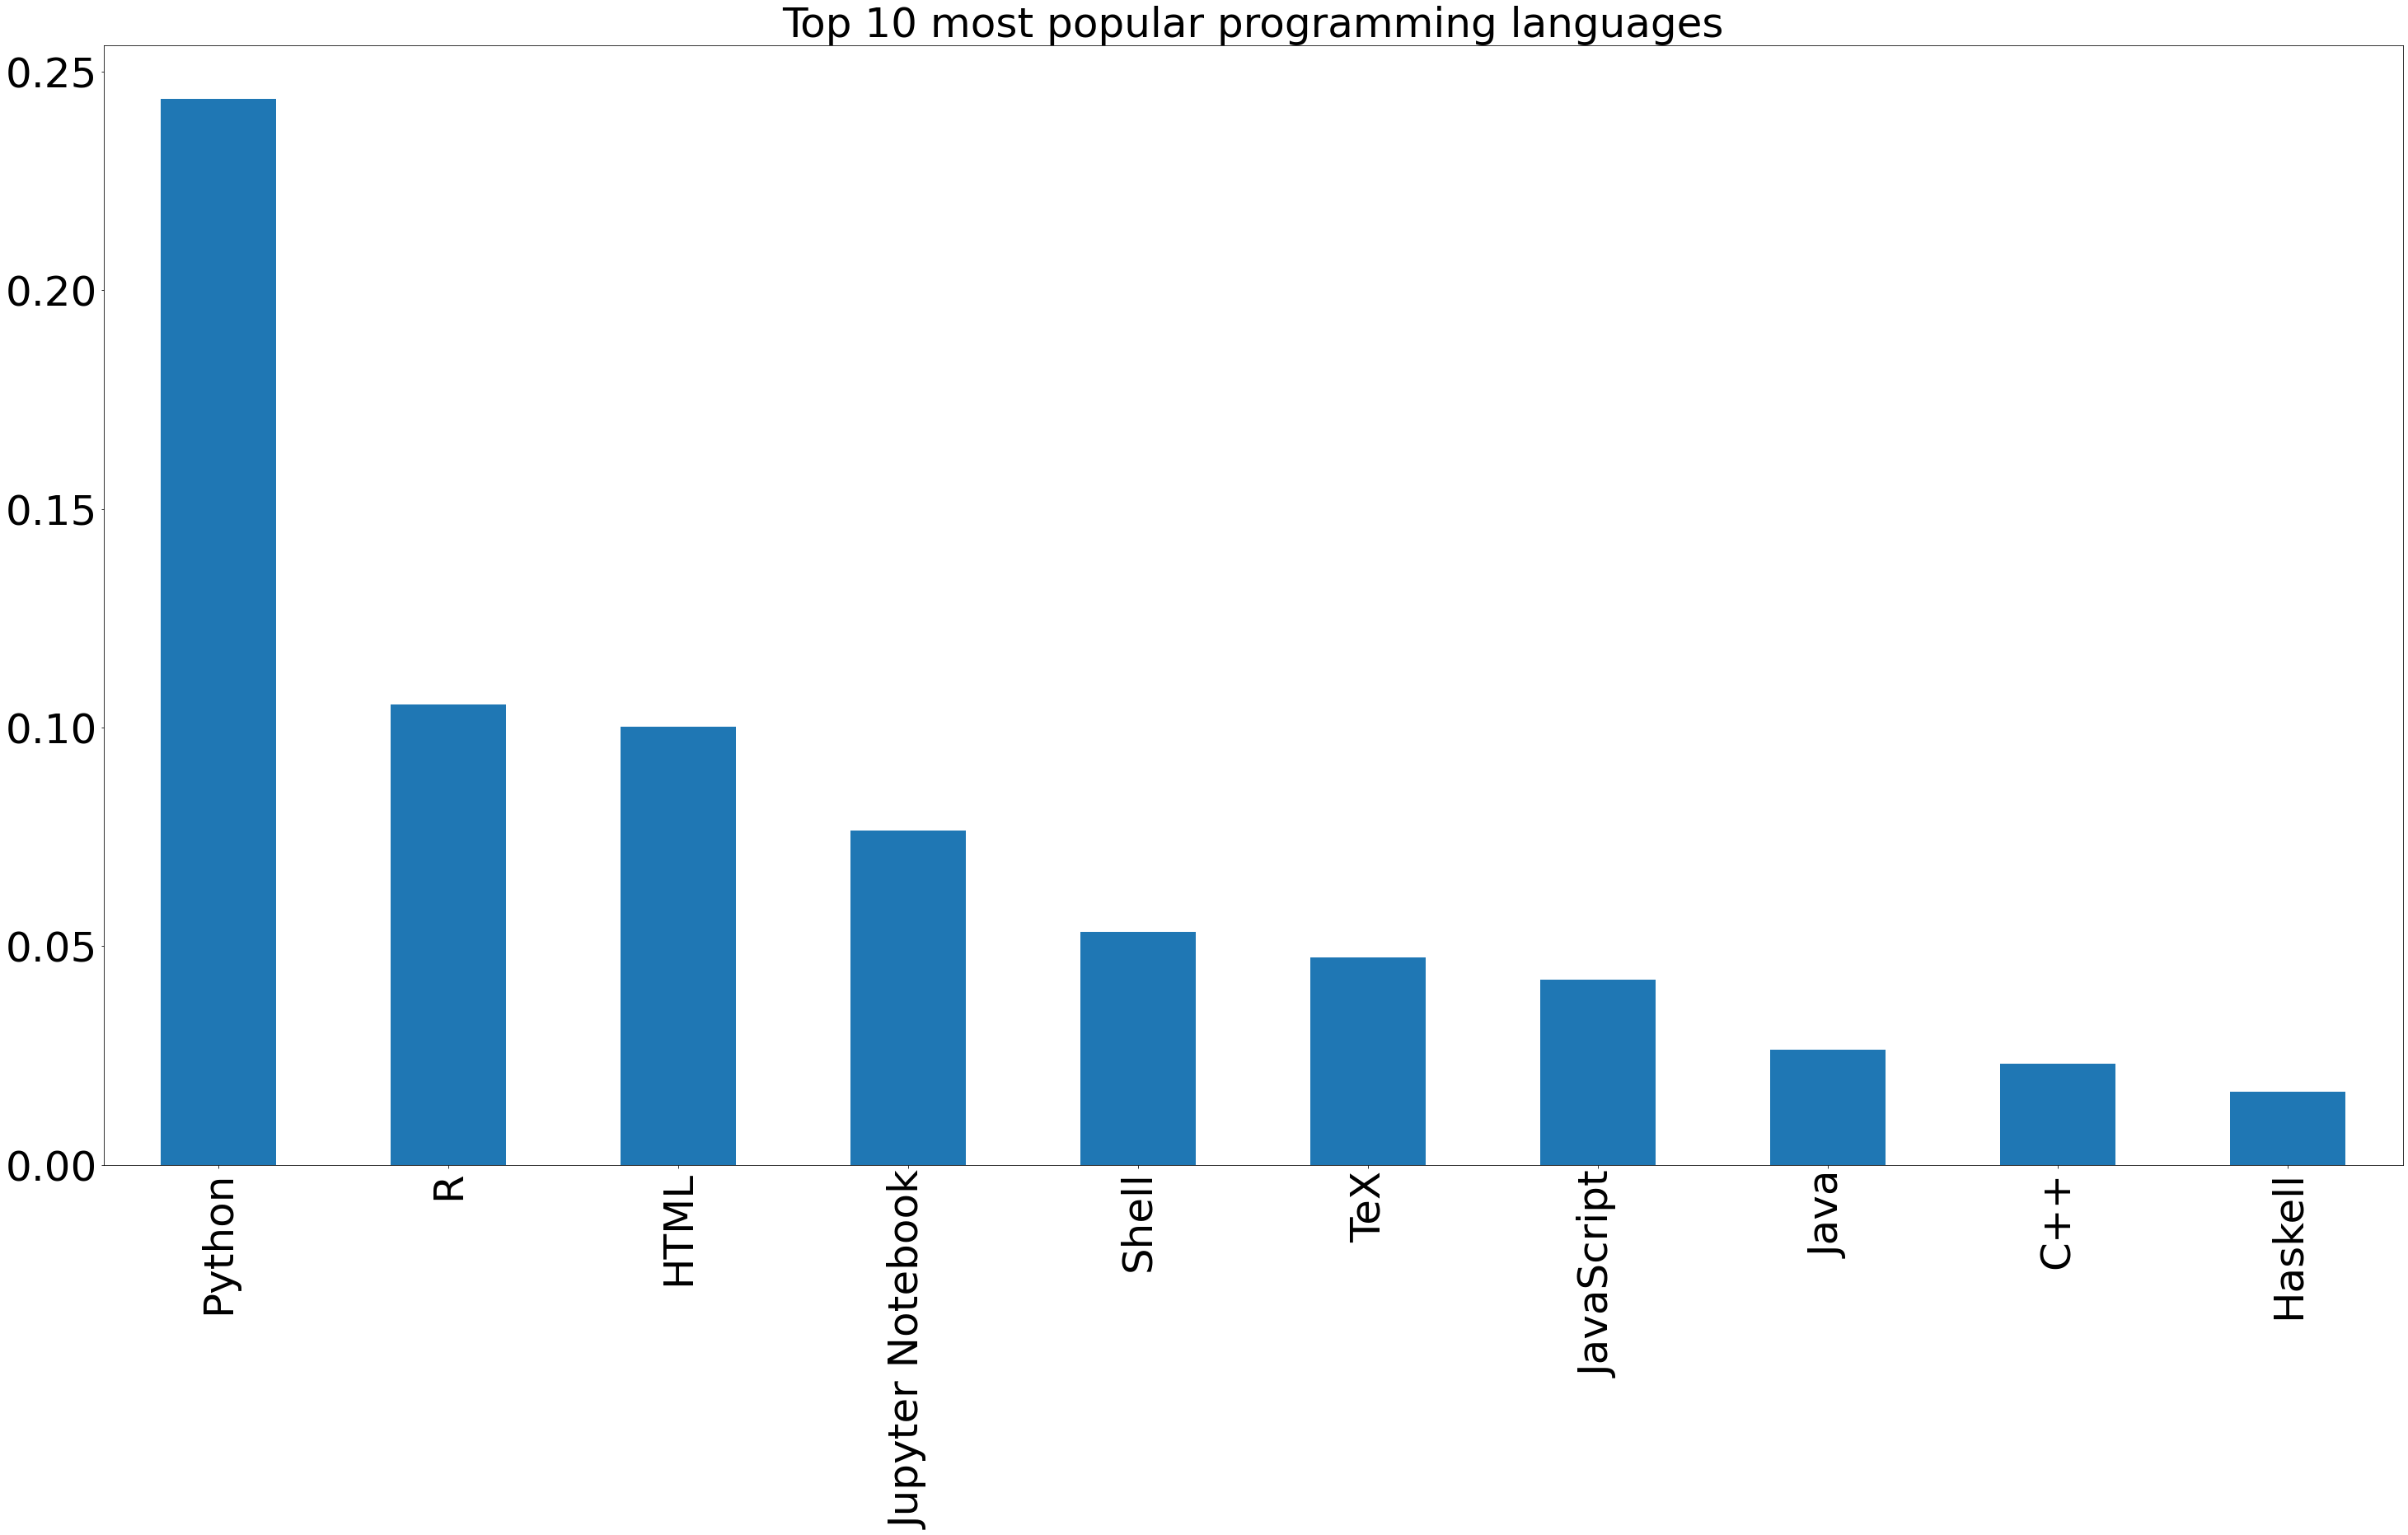 Top 10 most popular programming languages
0.25
0.20
0.15
0.10
0.05
0.00
Python
R
HTML
Jupyter Notebook
Shell
TeX
JavaScript
Java
C++
Haskell